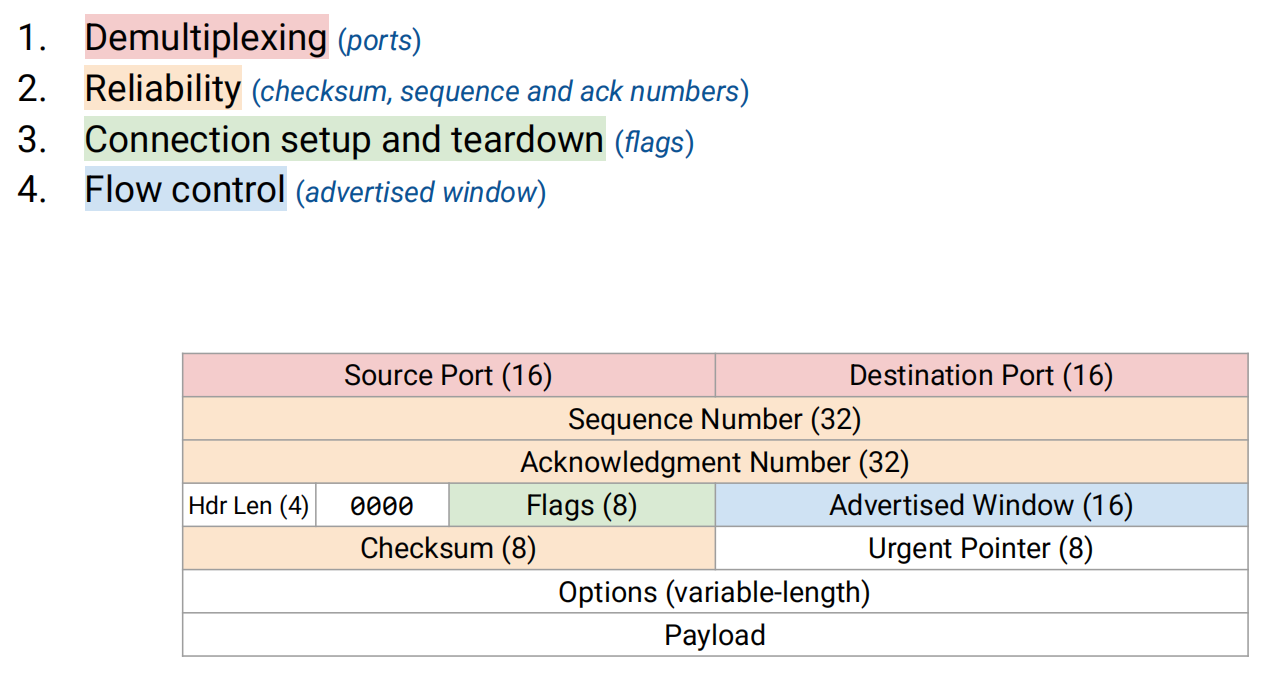 1. Demultiplexing (ports)
2. Reliability (checksum, sequence and ack numbers)
3. Connection setup and teardown (flags)
4. Flow control (advertised window)
Source Port (16) Destination Port (16)
Sequence Number (32)
Acknowledgment Number (32)
Hdr Len (4) 0000 Flags (8) Advertised Window (16)
Checksum (8) Urgent Pointer (8)
Options (variable-length)
Payload